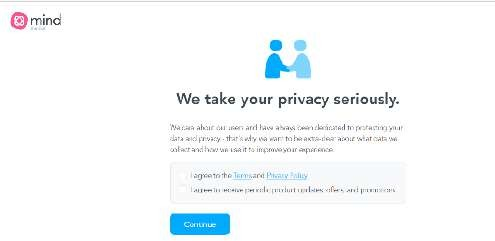 mind
We take your privacy seriously.
We care about our users and have always been dedicated to protecting your
data and privacy - that's why we want to be extra-clear about what data we
collect and how we use it to improve your experience.
I agree to the Terms and Privacy Policy
I agree to receive periodic product updates, offers, and promotions
Continue